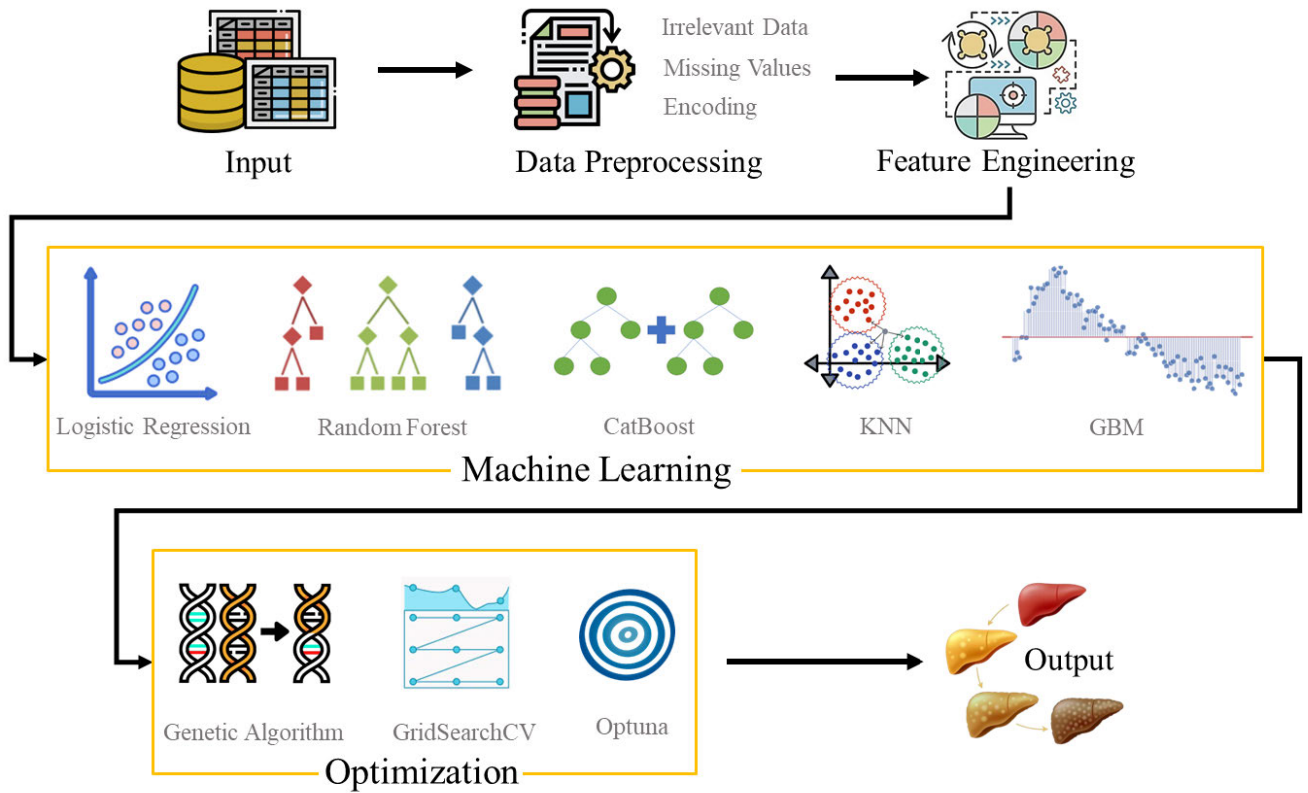 Irrelevant Data
Missing Values
Encoding
Input
Data Preprocessing
Feature Engineering
Logistic Regression
Random Forest
CatBoost
KNN
GBM
Machine Learning
Output
Genetic Algorithm
GridSearchCV
Optuna
Optimization